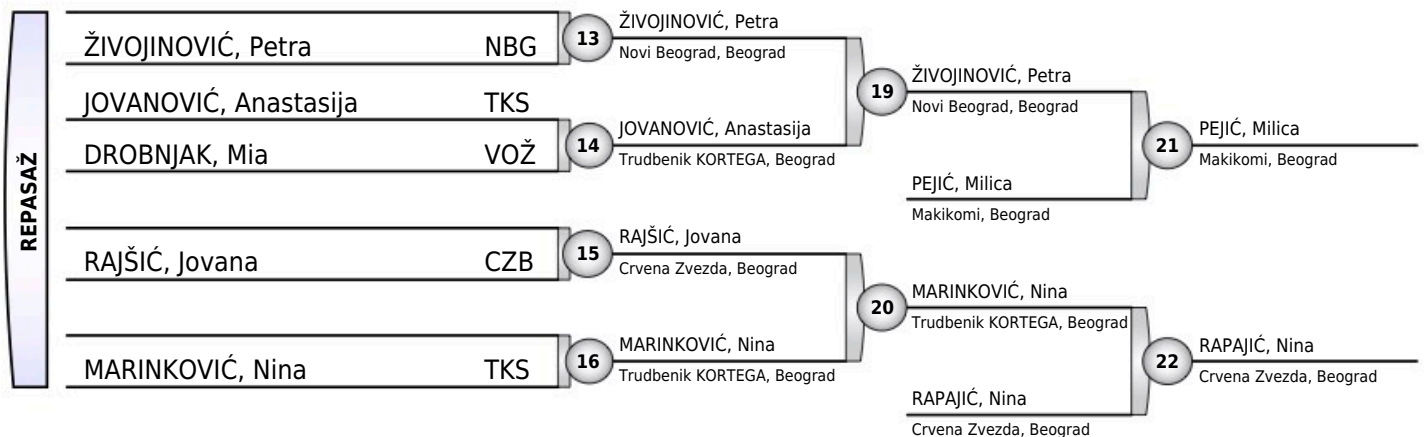 REPASAŽ
ŽIVOJINOVIĆ, Petra NBG
JOVANOVIĆ, Anastasija TKS
DROBNJAK, Mia VOŽ
RAJŠIĆ, Jovana CZB
MARINKOVIĆ, Nina TKS
13
ŽIVOJINOVIĆ, Petra
Novi Beograd, Beograd
14
JOVANOVIĆ, Anastasija
Trudbenik KORTEGA, Beograd
15
RAJŠIĆ, Jovana
Crvena Zvezda, Beograd
16
MARINKOVIĆ, Nina
Trudbenik KORTEGA, Beograd
19
ŽIVOJINOVIĆ, Petra
Novi Beograd, Beograd
PEJIĆ, Milica
Makikomi, Beograd
20
MARINKOVIĆ, Nina
Trudbenik KORTEGA, Beograd
RAPAJIĆ, Nina
Crvena Zvezda, Beograd
21
PEJIĆ, Milica
Makikomi, Beograd
22
RAPAJIĆ, Nina
Crvena Zvezda, Beograd